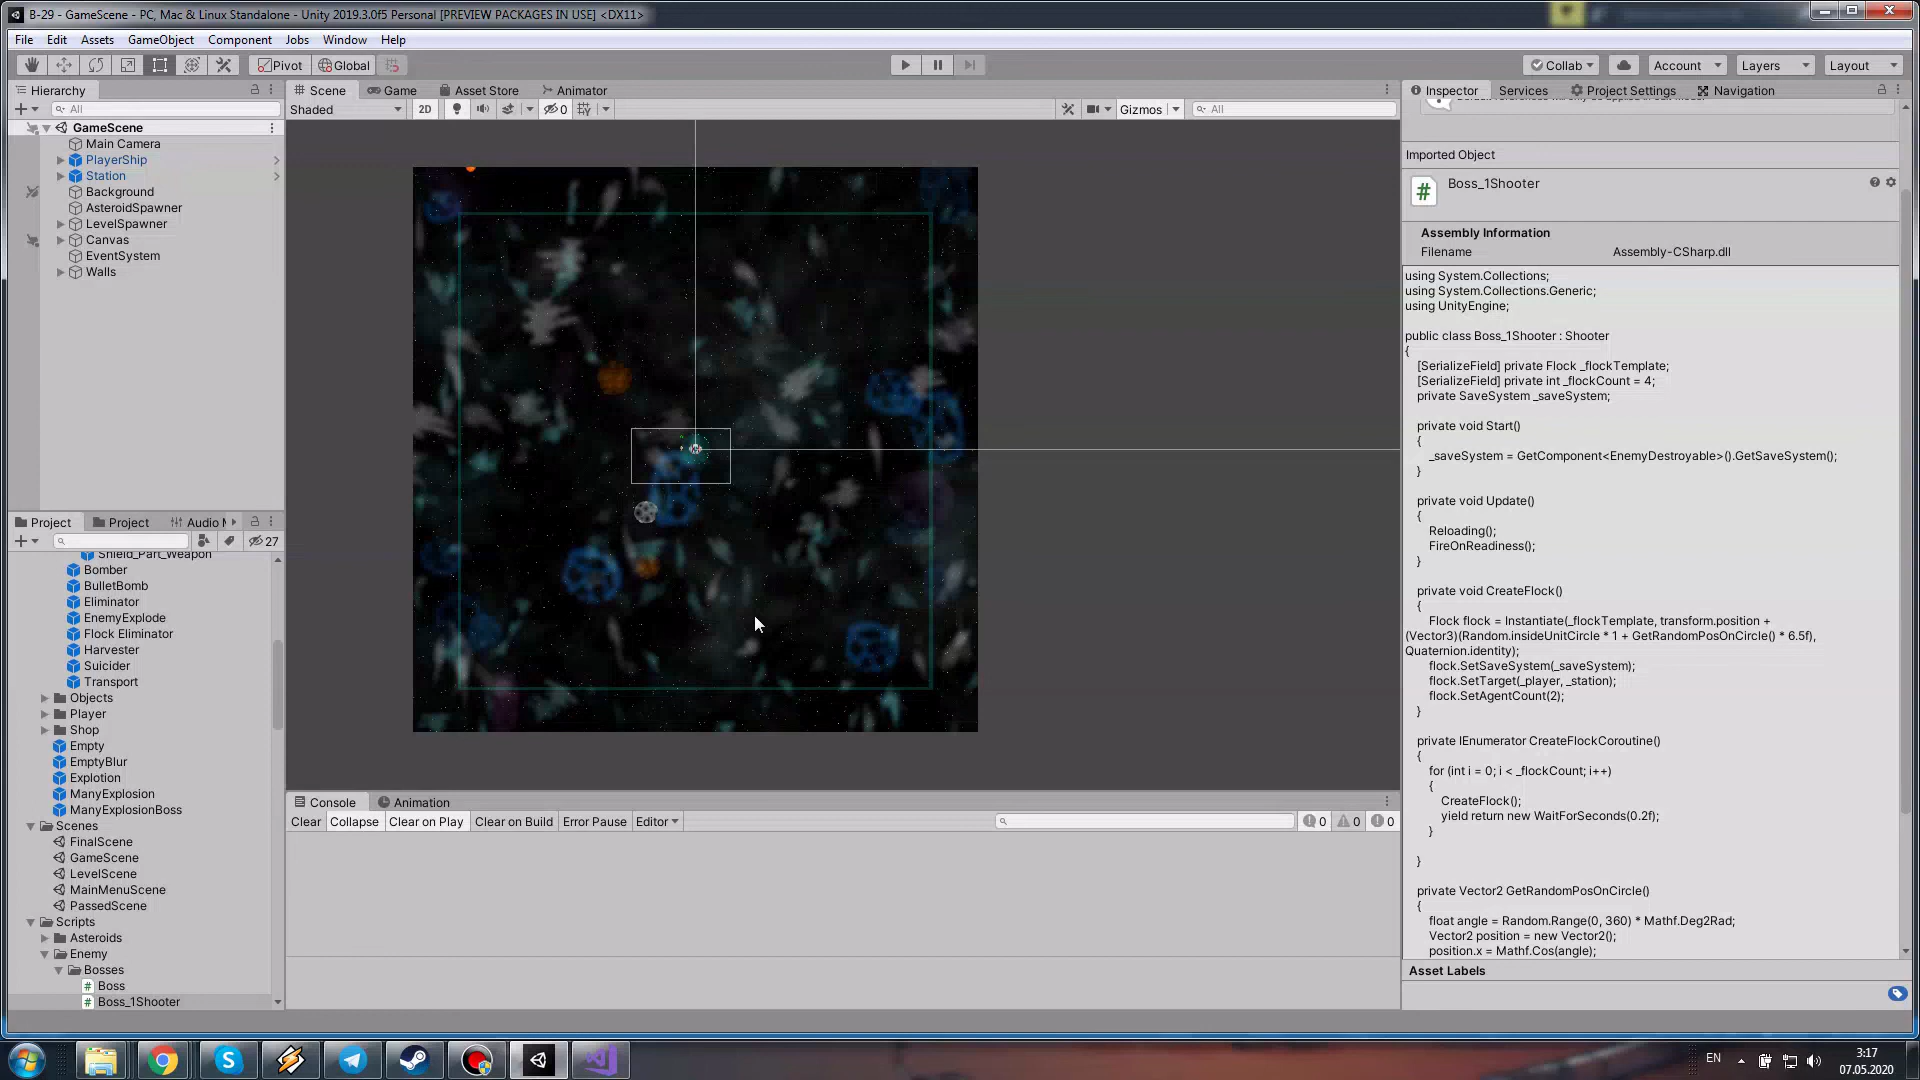 B-29 - GameScene - PC, Mac & Linux Standalone - Unity 2019.3.0f5 Personal [PREVIEW PACKAGES IN USE] <DX11>
File Edit Assets GameObject Component Jobs Window Help
Pivot Global Collab Account Layers Layout
Hierarchy
All
GameScene
Main Camera
PlayerShip
Station
Background
AsteroidSpawner
LevelSpawner
Canvas
EventSystem
Walls
Scene Game Asset Store Animator
Shaded 2D 0 Gizmos All
Project Project Audio M
27
Shield_Part_Weapon
Bomber
BulletBomb
Eliminator
EnemyExplode
Flock Eliminator
Harvester
Suicider
Transport
Objects
Player
Shop
Empty
EmptyBlur
Explotion
ManyExplosion
ManyExplosionBoss
Scenes
FinalScene
GameScene
LevelScene
MainMenuScene
PassedScene
Scripts
Asteroids
Enemy
Bosses
Boss
Boss_1Shooter
Console Animation
Clear Collapse Clear on Play Clear on Build Error Pause Editor 0 0 0
Inspector Services Project Settings Navigation
Imported Object
Boss_1Shooter
Assembly Information
Filename Assembly-CSharp.dll
using System.Collections;
using System.Collections.Generic;
using UnityEngine;
public class Boss_1Shooter : Shooter
{
[SerializeField] private Flock _flockTemplate;
[SerializeField] private int _flockCount = 4;
private SaveSystem _saveSystem;
private void Start()
{
_saveSystem = GetComponent<EnemyDestroyable>().GetSaveSystem();
}
private void Update()
{
Reloading();
FireOnReadiness();
}
private void CreateFlock()
{
Flock flock = Instantiate(_flockTemplate, transform.position +
(Vector3)(Random.insideUnitCircle * 1 + GetRandomPosOnCircle() * 6.5f),
Quaternion.identity);
flock.SetSaveSystem(_saveSystem);
flock.SetTarget(_player, _station);
flock.SetAgentCount(2);
}
private IEnumerator CreateFlockCoroutine()
{
for (int i = 0; i < _flockCount; i++)
{
CreateFlock();
yield return new WaitForSeconds(0.2f);
}
}
private Vector2 GetRandomPosOnCircle()
{
float angle = Random.Range(0, 360) * Mathf.Deg2Rad;
Vector2 position = new Vector2();
position.x = Mathf.Cos(angle);
Asset Labels
EN
3:17
07.05.2020